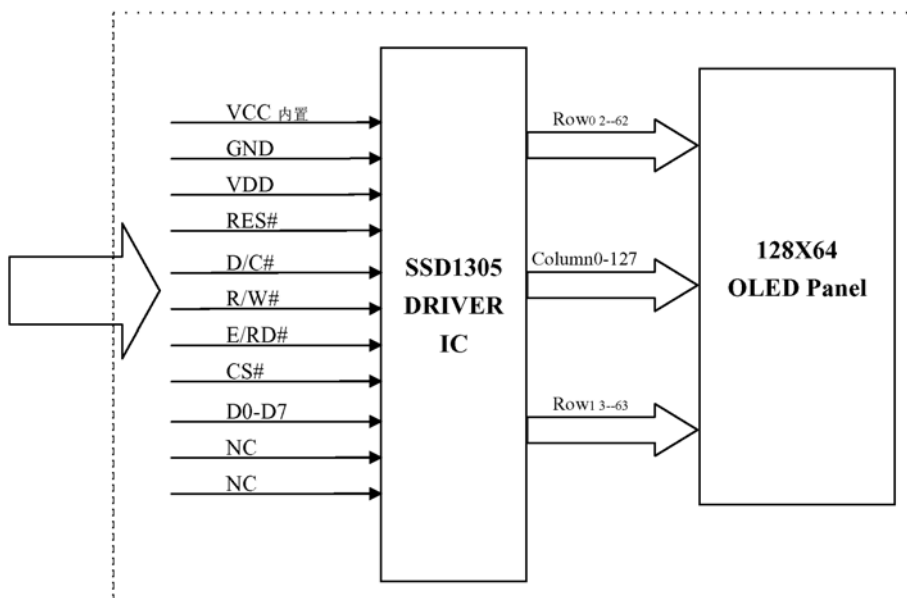 VCC 内置
GND
VDD
RES#
D/C#
R/W#
E/RD#
CS#
D0-D7
NC
NC
SSD1305
DRIVER
IC
Row0 2--62
Column0-127
Row1 3--63
128X64
OLED Panel